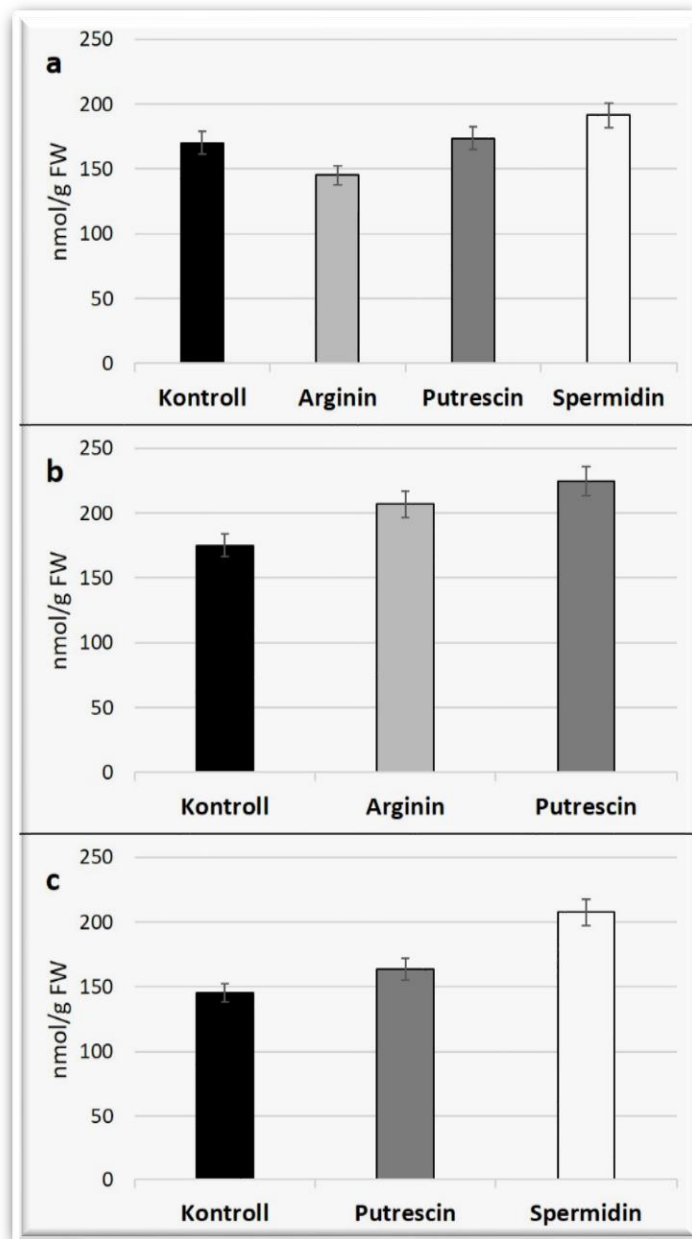 a
nmol/g FW
250
200
150
100
50
0
Kontroll Arginin Putrescin Spermidin
b
nmol/g FW
250
200
150
100
50
0
Kontroll Arginin Putrescin
c
nmol/g FW
250
200
150
100
50
0
Kontroll Putrescin Spermidin